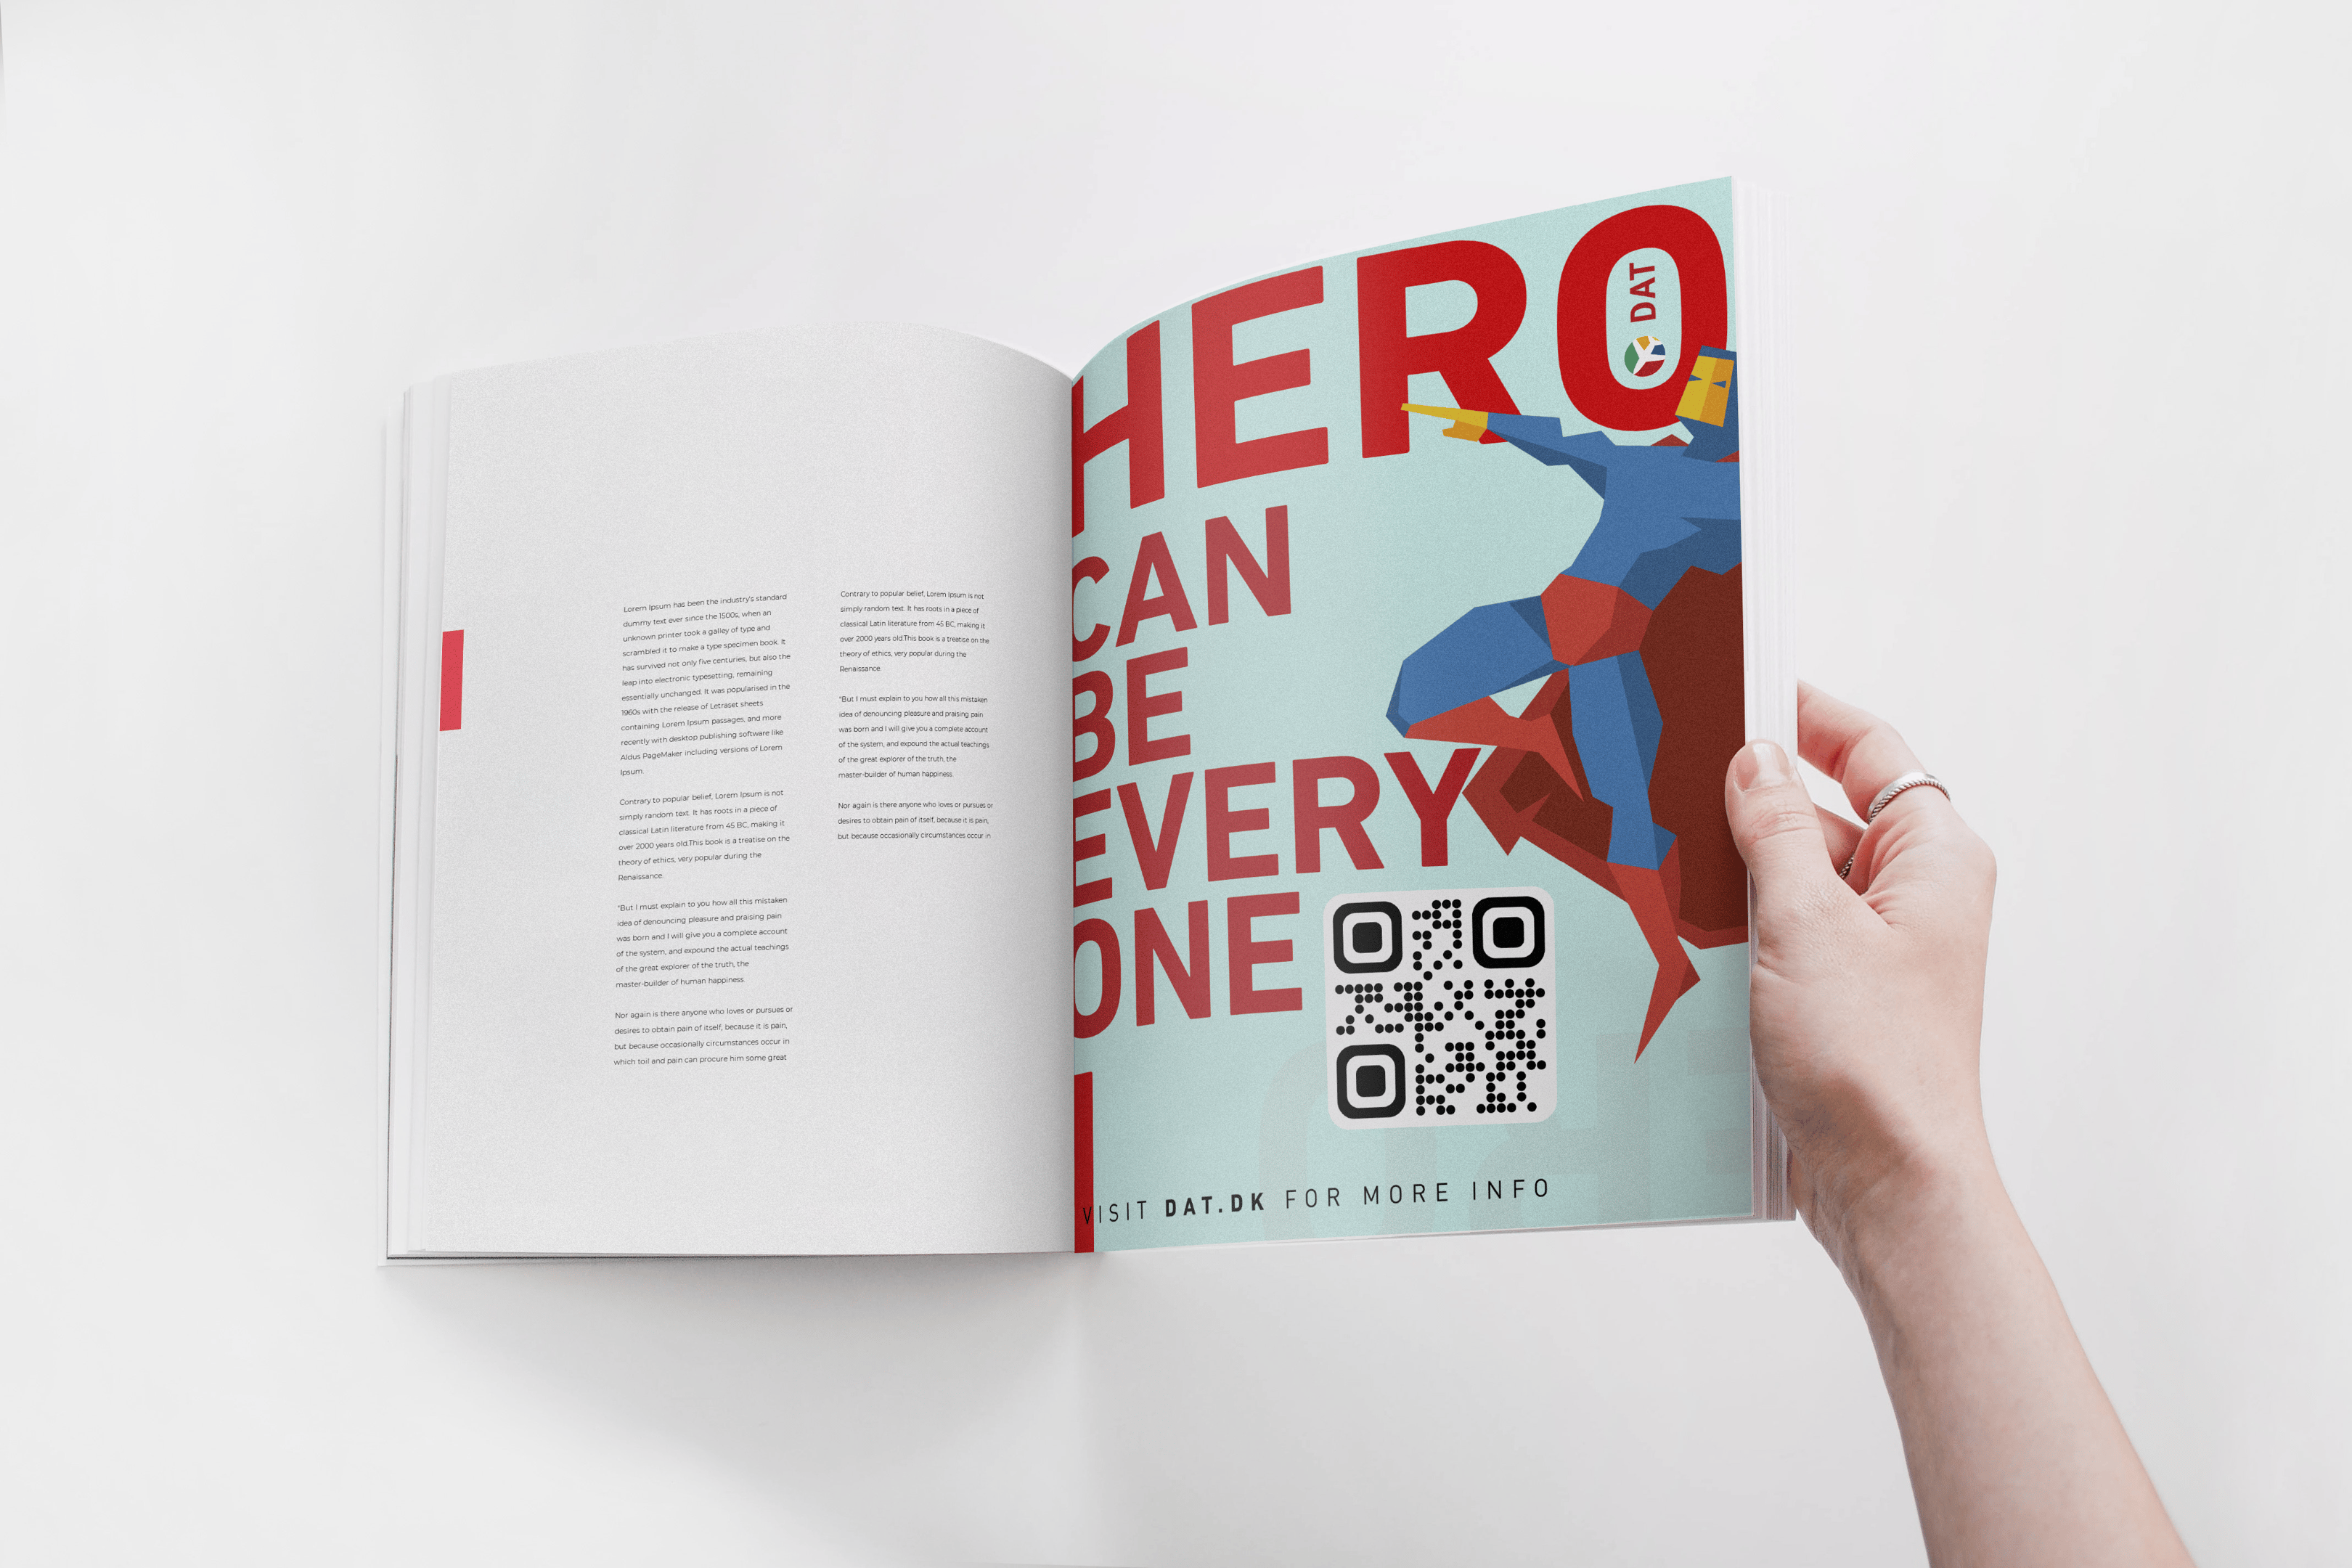 Lorem Ipsum has been the industry's standard
dummy text ever since the 1500s, when an
unknown printer took a galley of type and
scrambled it to make a type specimen book. It
has survived not only five centuries, but also the
leap into electronic typesetting, remaining
essentially unchanged. It was popularised in the
1960s with the release of Letraset sheets
containing Lorem Ipsum passages, and more
recently with desktop publishing software like
Aldus PageMaker including versions of Lorem
Ipsum.
Contrary to popular belief, Lorem Ipsum is not
simply random text. It has roots in a piece of
classical Latin literature from 45 BC, making it
over 2000 years old.This book is a treatise on the
theory of ethics, very popular during the
Renaissance.
"But I must explain to you how all this mistaken
idea of denouncing pleasure and praising pain
was born and I will give you a complete account
of the system, and expound the actual teachings
of the great explorer of the truth, the
master-builder of human happiness.
Nor again is there anyone who loves or pursues or
desires to obtain pain of itself, because it is pain,
but because occasionally circumstances occur in
which toil and pain can procure him some great
Contrary to popular belief, Lorem Ipsum is not
simply random text. It has roots in a piece of
classical Latin literature from 45 BC, making it
over 2000 years old.This book is a treatise on the
theory of ethics, very popular during the
Renaissance.
"But I must explain to you how all this mistaken
idea of denouncing pleasure and praising pain
was born and I will give you a complete account
of the system, and expound the actual teachings
of the great explorer of the truth, the
master-builder of human happiness.
Nor again is there anyone who loves or pursues or
desires to obtain pain of itself, because it is pain,
but because occasionally circumstances occur in
HERO
DAT
CAN
BE
EVERY
ONE
VISIT DAT.DK FOR MORE INFO